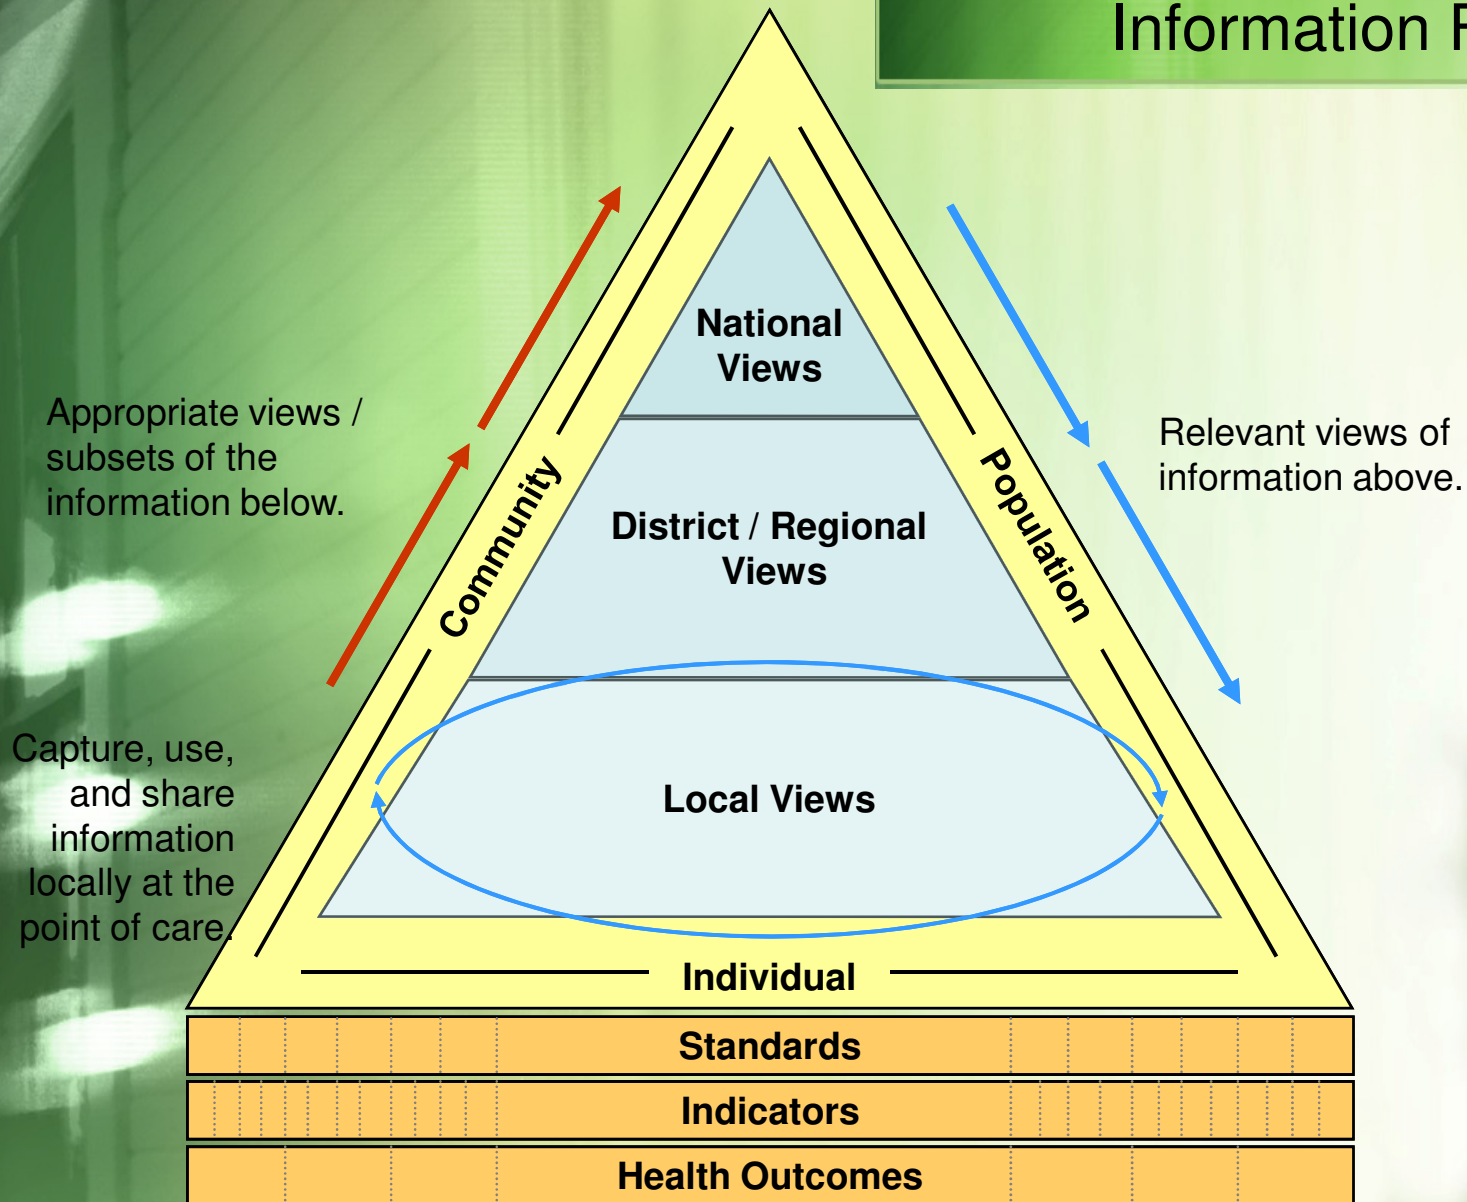 Information
National
Views
Appropriate views /
subsets of the
information below.
Relevant views of
information above.
Community
Population
District / Regional
Views
Capture, use,
and share
information
locally at the
point of care.
Local Views
Individual
Standards
Indicators
Health Outcomes